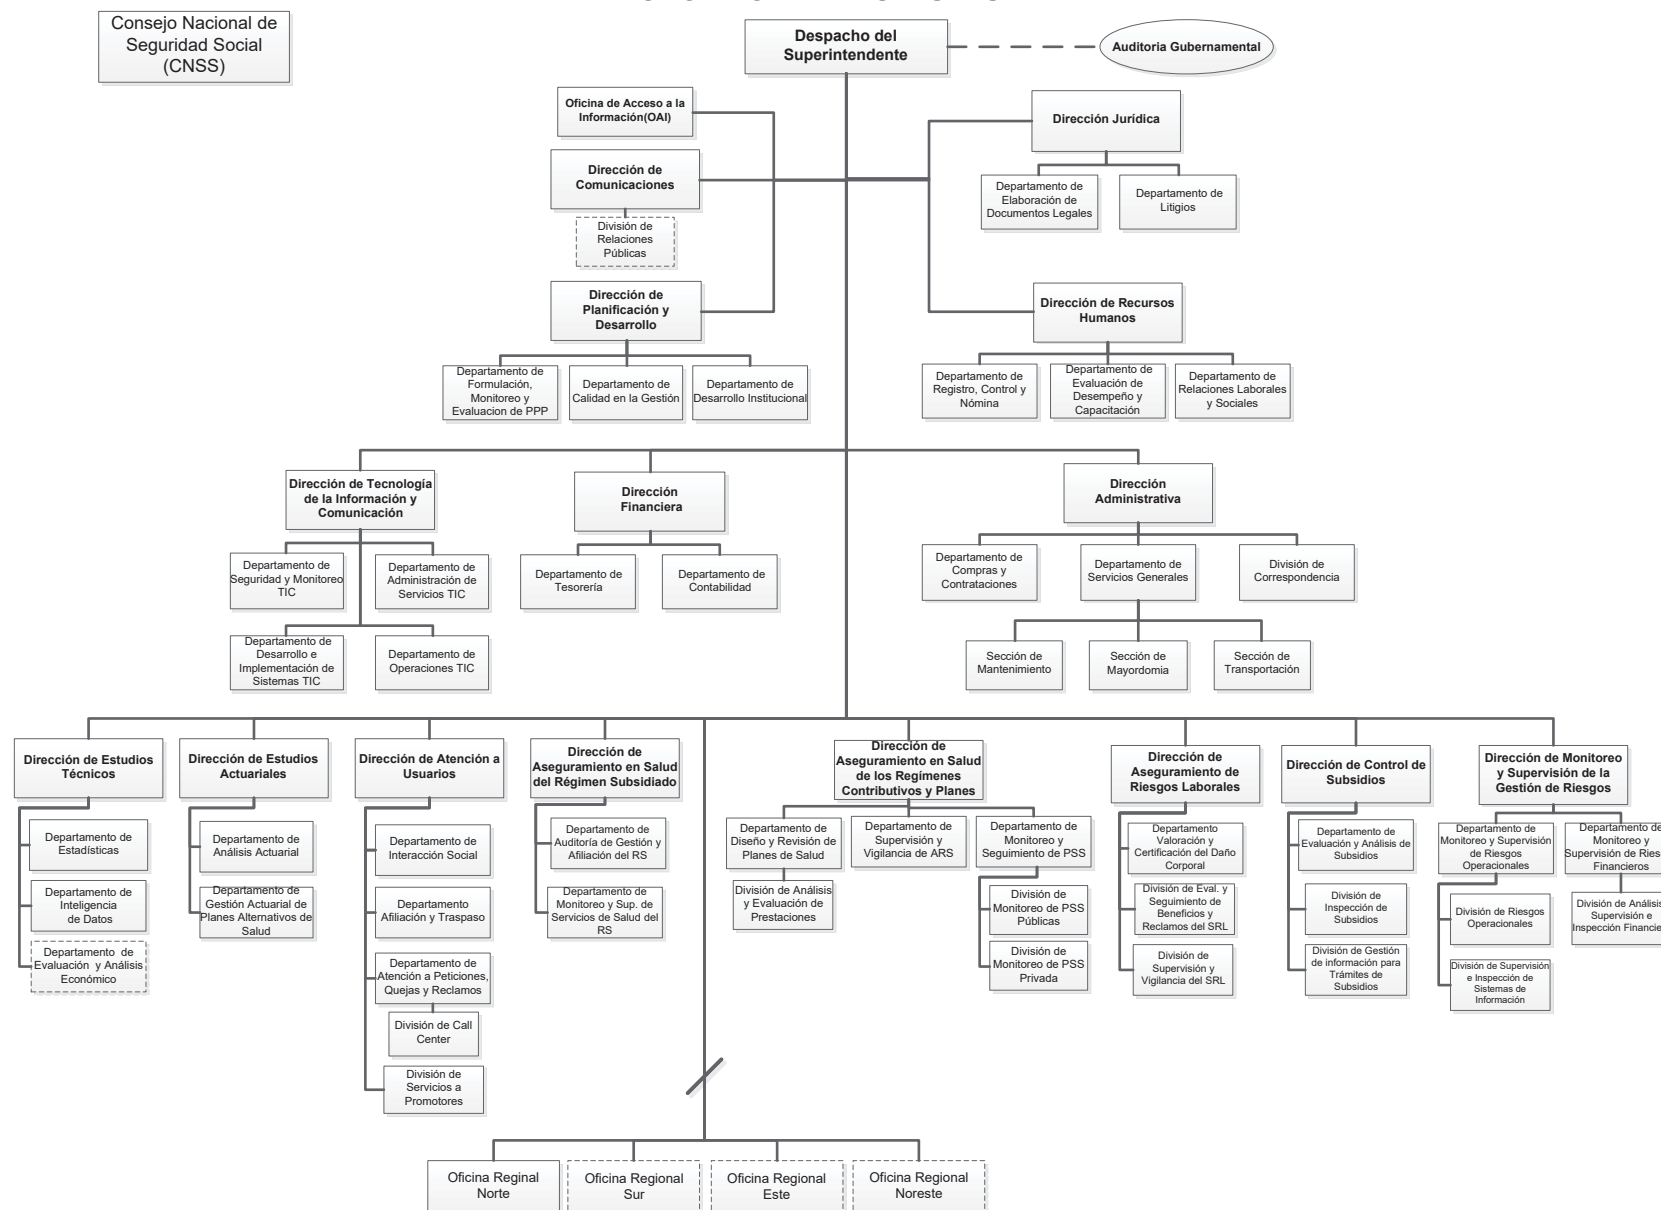 Consejo Nacional de
Seguridad Social
(CNSS)
Despacho del
Superintendente
Auditoria Gubernamental
Oficina de Acceso a la
Información(OAI)
Dirección Jurídica
Dirección de
Comunicaciones
Departamento de
Elaboración de
Documentos Legales
Departamento de
Litigios
División de
Relaciones
Públicas
Dirección de
Planificación y
Desarrollo
Dirección de Recursos
Humanos
Departamento de
Formulación,
Monitoreo y
Evaluacion de PPP
Departamento de
Calidad en la Gestión
Departamento de
Desarrollo Institucional
Departamento de
Registro, Control y
Nómina
Departamento de
Evaluación de
Desempeño y
Capacitación
Departamento de
Relaciones Laborales
y Sociales
Dirección de Tecnología
de la Información y
Comunicación
Dirección
Financiera
Dirección
Administrativa
Departamento de
Seguridad y Monitoreo
TIC
Departamento de
Administración de
Servicios TIC
Departamento de
Tesorería
Departamento de
Contabilidad
Departamento de
Compras y
Contrataciones
Departamento de
Servicios Generales
División de
Correspondencia
Departamento de
Desarrollo e
Implementación de
Sistemas TIC
Departamento de
Operaciones TIC
Sección de
Mantenimiento
Sección de
Mayordomia
Sección de
Transportación
Dirección de Estudios
Técnicos
Dirección de Estudios
Actuariales
Dirección de Atención a
Usuarios
Dirección de
Aseguramiento en Salud
del Régimen Subsidiado
Dirección de
Aseguramiento en Salud
de los Regímenes
Contributivos y Planes
Dirección de
Aseguramiento de
Riesgos Laborales
Dirección de Control de
Subsidios
Dirección de Monitoreo
y Supervisión de la
Gestión de Riesgos
Departamento de
Estadísticas
Departamento de
Inteligencia
de Datos
Departamento de
Evaluación y Análisis
Económico
Departamento de
Análisis Actuarial
Departamento de
Gestión Actuarial de
Planes Alternativos de
Salud
Departamento de
Interacción Social
Departamento
Afiliación y Traspaso
Departamento de
Atención a Peticiones,
Quejas y Reclamos
División de Call
Center
División de
Servicios a
Promotores
Departamento de
Auditoría de Gestión y
Afiliación del RS
Departamento de
Monitoreo y Sup. de
Servicios de Salud del
RS
Departamento de
Diseño y Revisión de
Planes de Salud
División de Análisis
y Evaluación de
Prestaciones
Departamento de
Supervisión y
Vigilancia de ARS
Departamento de
Monitoreo y
Seguimiento de PSS
División de
Monitoreo de PSS
Públicas
División de
Monitoreo de PSS
Privada
Departamento
Valoración y
Certificación del Daño
Corporal
División de Eval. y
Seguimiento de
Beneficios y
Reclamos del SRL
División de
Supervisión y
Vigilancia del SRL
Departamento de
Evaluación y Análisis de
Subsidios
División de
Inspección de
Subsidios
División de Gestión
de información para
Trámites de
Subsidios
Departamento de
Monitoreo y Supervisión
de Riesgos
Operacionales
División de Riesgos
Operacionales
División de Supervisión
e Inspección de
Sistemas de
Información
Departamento de
Monitoreo y
Supervisión de
Financieros
División de Análisis
Supervisión e
Inspección
Oficina Reginal
Norte
Oficina Regional
Sur
Oficina Regional
Este
Oficina Regional
Noreste